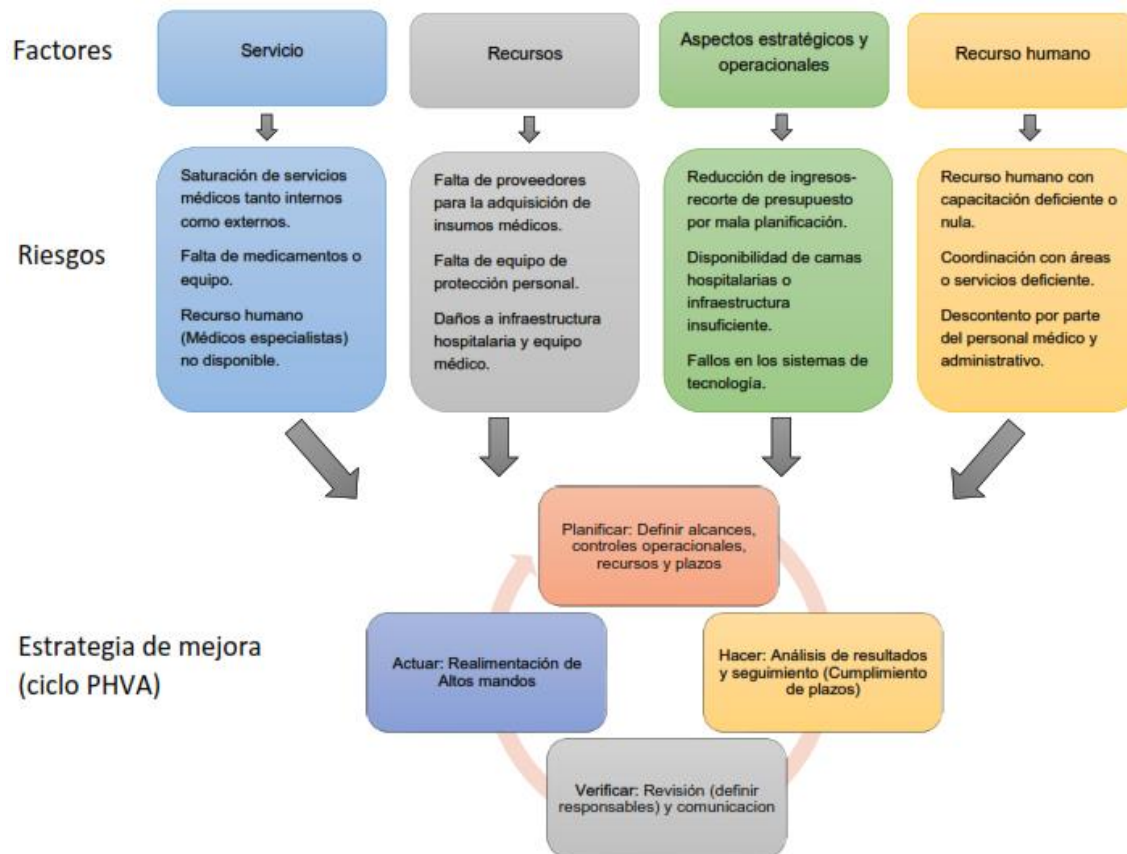 Factores
Servicio
Recursos
Aspectos estratégicos y
operacionales
Recurso humano
Riesgos
Saturación de servicios
médicos tanto internos
como externos.
Falta de medicamentos o
equipo.
Recurso humano
(Médicos especialistas)
no disponible.
Falta de proveedores
para la adquisición de
insumos médicos.
Falta de equipo de
protección personal.
Daños a infraestructura
hospitalaria y equipo
médico.
Reducción de ingresos-
recorte de presupuesto
por mala planificación.
Disponibilidad de camas
hospitalarias o
infraestructura
insuficiente.
Fallos en los sistemas de
tecnología.
Recurso humano con
capacitación deficiente o
nula.
Coordinación con áreas
o servicios deficiente.
Descontento por parte
del personal médico y
administrativo.
Estrategia de mejora
(ciclo PHVA)
Planificar: Definir alcances,
controles operacionales,
recursos y plazos
Hacer: Análisis de resultados
y seguimiento (Cumplimiento
de plazos)
Verificar: Revisión (definir
responsables) y comunicacion
Actuar: Realimentación de
Altos mandos